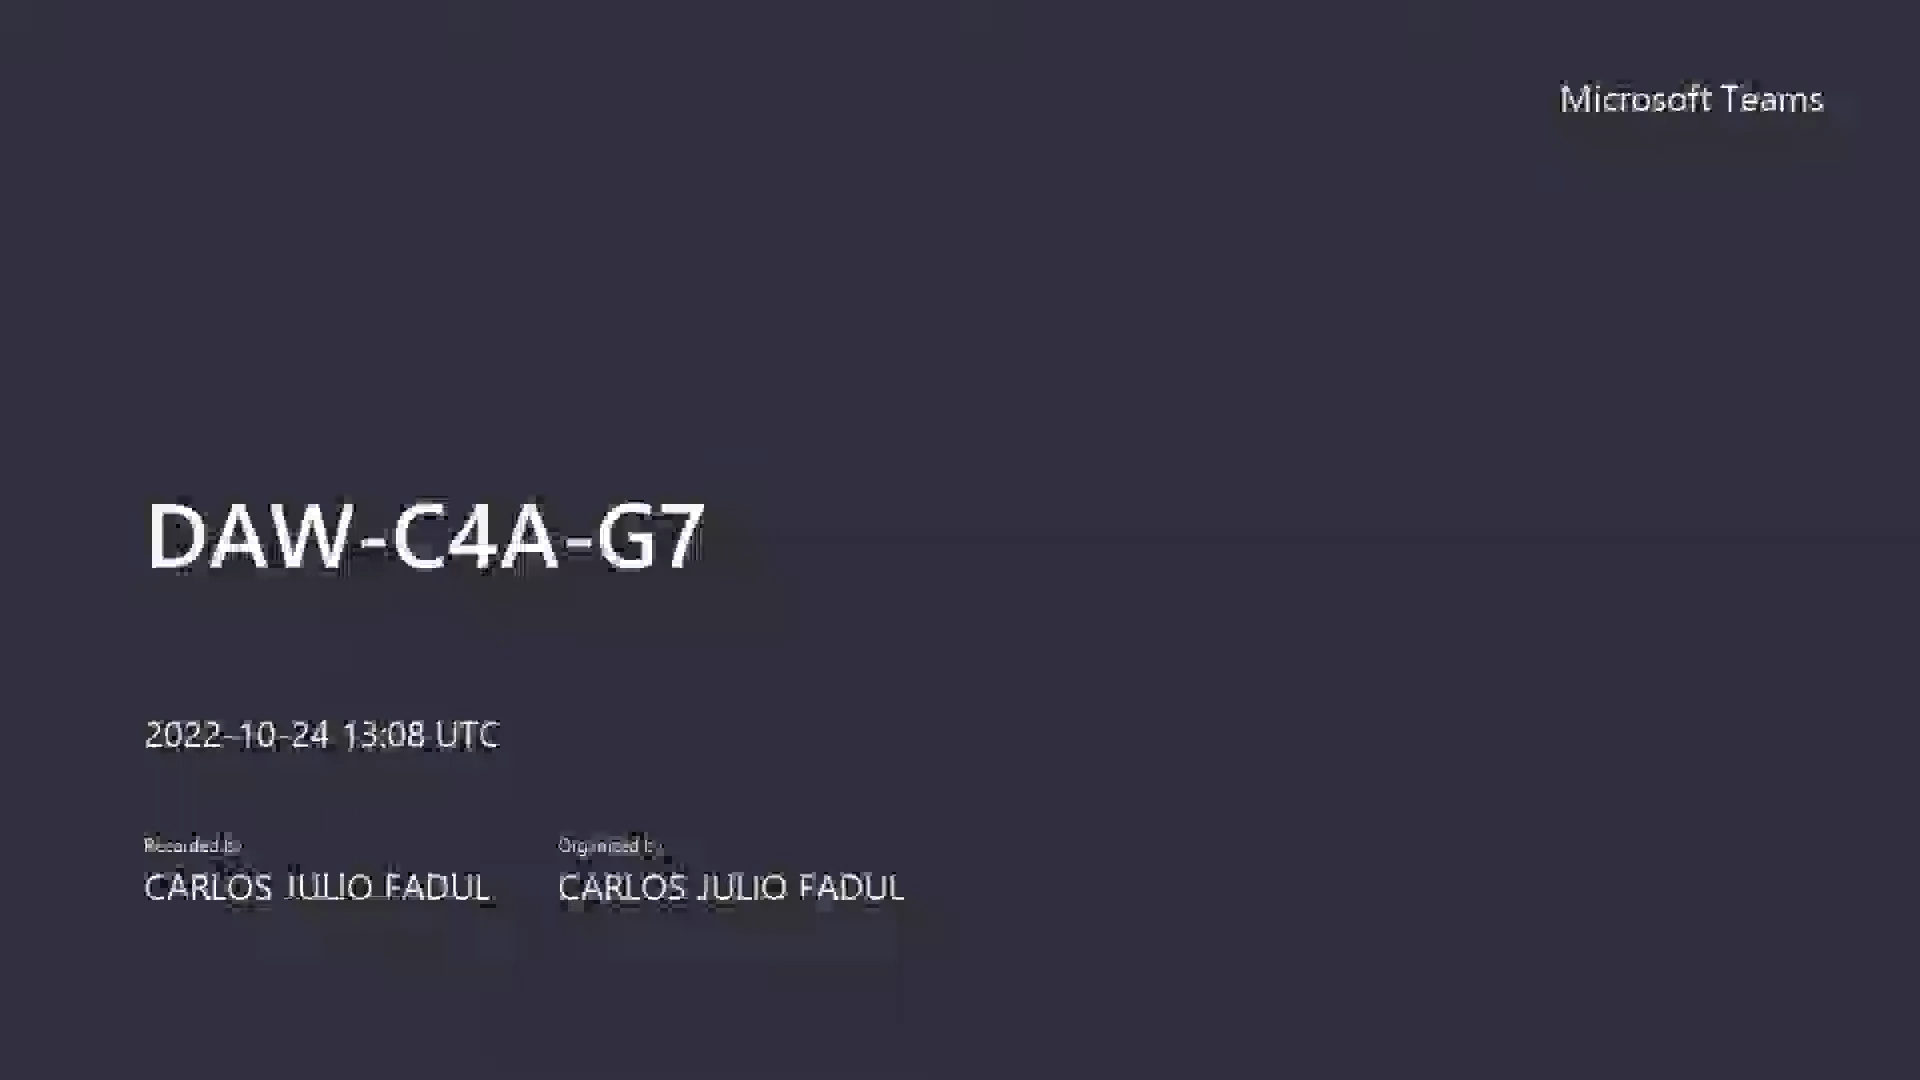 Microsoft Teams
DAW-C4A-G7
2022-10-24 13:08 UTC
Recorded by
Organized by
CARLOS JULIO FADUL
CARLOS JULIO FADUL